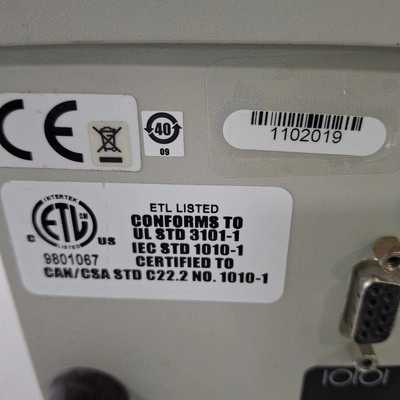 CE
40
09
1102019
INTERTEK
ETL CM
LISTED
C US
9801067
ETL LISTED
CONFORMS TO
UL STD 3101-1
IEC STD 1010-1
CERTIFIED TO
CAN/CSA STD C22.2 NO. 1010-1
IOIOI